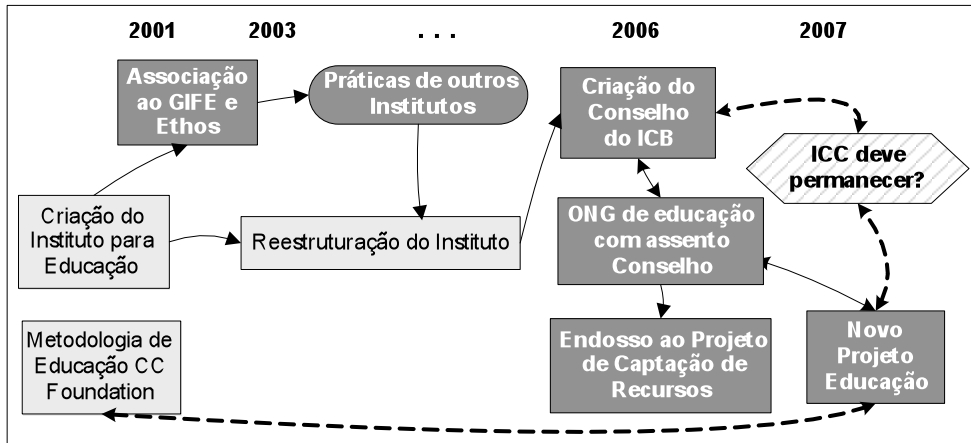 2001 2003 . . . 2006 2007
Associação
ao GIFE e
Ethos
Práticas de outros
Institutos
Criação do
Conselho
do ICB
ICC deve
permanecer?
Criação do
Instituto para
Educação
Reestruturação do Instituto
ONG de educação
com assento
Conselho
Metodologia de
Educação CC
Foundation
Endosso ao Projeto
de Captação de
Recursos
Novo
Projeto
Educação